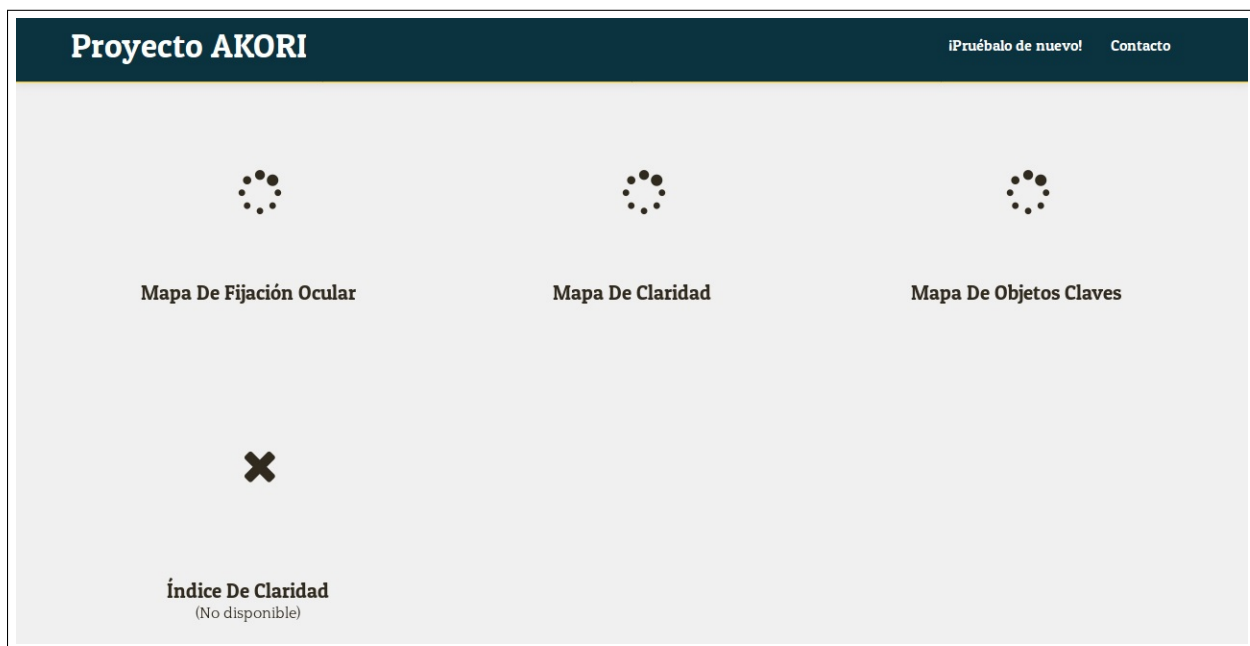 Proyecto AKORI
¡Pruébalo de nuevo!
Contacto
Mapa De Fijación Ocular
Mapa De Claridad
Mapa De Objetos Claves
Índice De Claridad
(No disponible)